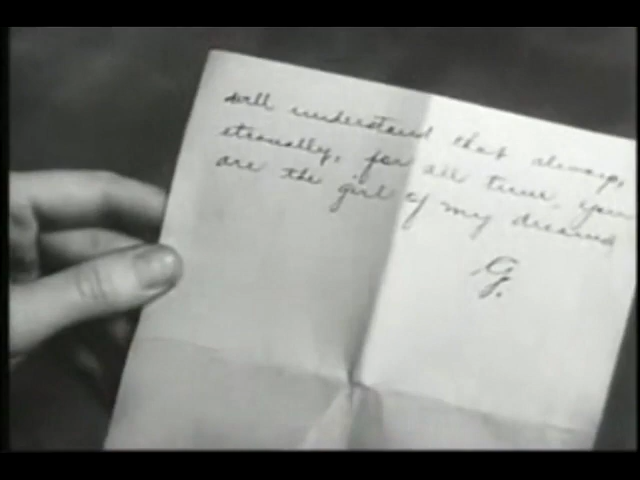 will understand that always,
eternally, for all time, you
are the girl of my dreams
G.